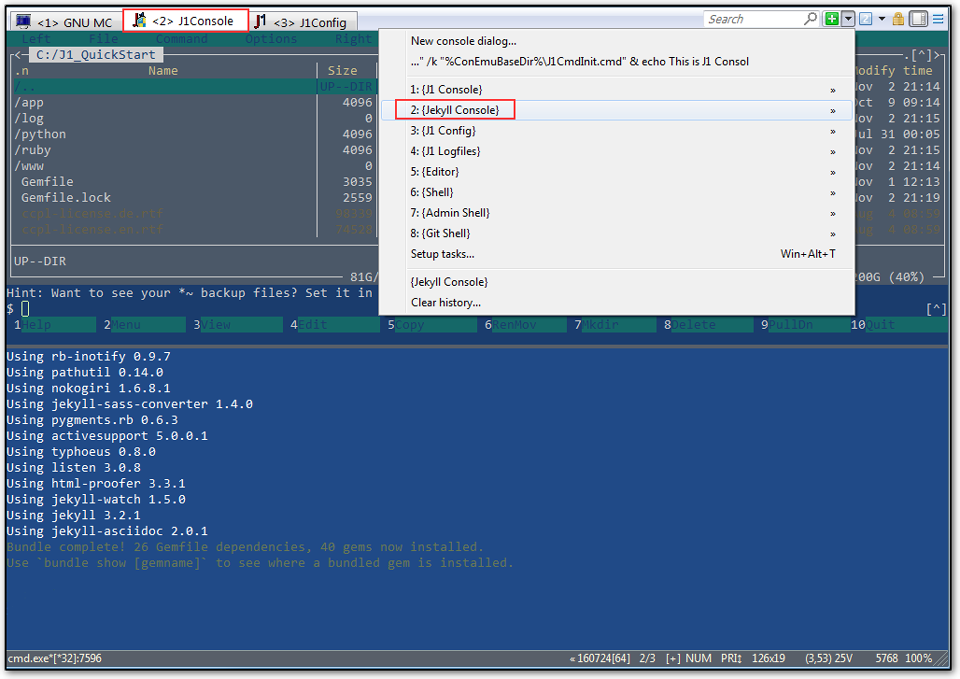 <1> GNU MC <2> J1Console <3> J1Config Search
Left File Command Options Right
New console dialog...
<— C:/J1_QuickStart .[^]>
..." /k "%ConEmuBaseDir%\J1CmdInit.cmd" & echo This is J1 Consol
.n Name Size odify time
/.. UP--DIR ov 2 21:14
1: {J1 Console} »
/app 4096 ct 9 09:14
2: {Jekyll Console} »
/log 0 ov 2 21:15
3: {J1 Config} »
/python 4096 ul 31 00:05
4: {J1 Logfiles} »
/ruby 4096 ov 2 21:15
5: {Editor} »
/www 0 ov 2 21:14
Gemfile 3035 ov 1 12:13
6: {Shell} »
Gemfile.lock 2559 ov 2 21:19
7: {Admin Shell} »
ccpl-license.de.rtf 98339 ug 4 08:59
8: {Git Shell} »
ccpl-license.en.rtf 74528 ug 4 08:59
Setup tasks... Win+Alt+T
UP--DIR
81G/ 200G (40%)
{Jekyll Console}
Hint: Want to see your *~ backup files? Set it in
Clear history...
$ [^]
1Help 2Menu 3View 4Edit 5Copy 6RenMov 7Mkdir 8Delete 9PullDn 10Quit
Using rb-inotify 0.9.7
Using pathutil 0.14.0
Using nokogiri 1.6.8.1
Using jekyll-sass-converter 1.4.0
Using pygments.rb 0.6.3
Using activesupport 5.0.0.1
Using typhoeus 0.8.0
Using listen 3.0.8
Using html-proofer 3.3.1
Using jekyll-watch 1.5.0
Using jekyll 3.2.1
Using jekyll-asciidoc 2.0.1
Bundle complete! 26 Gemfile dependencies, 40 gems now installed.
Use `bundle show [gemname]` to see where a bundled gem is installed.
cmd.exe*[*32]:7596 «160724[64] 2/3 [+] NUM PRI‡ 126x19 (3,53) 25V 5768 100%